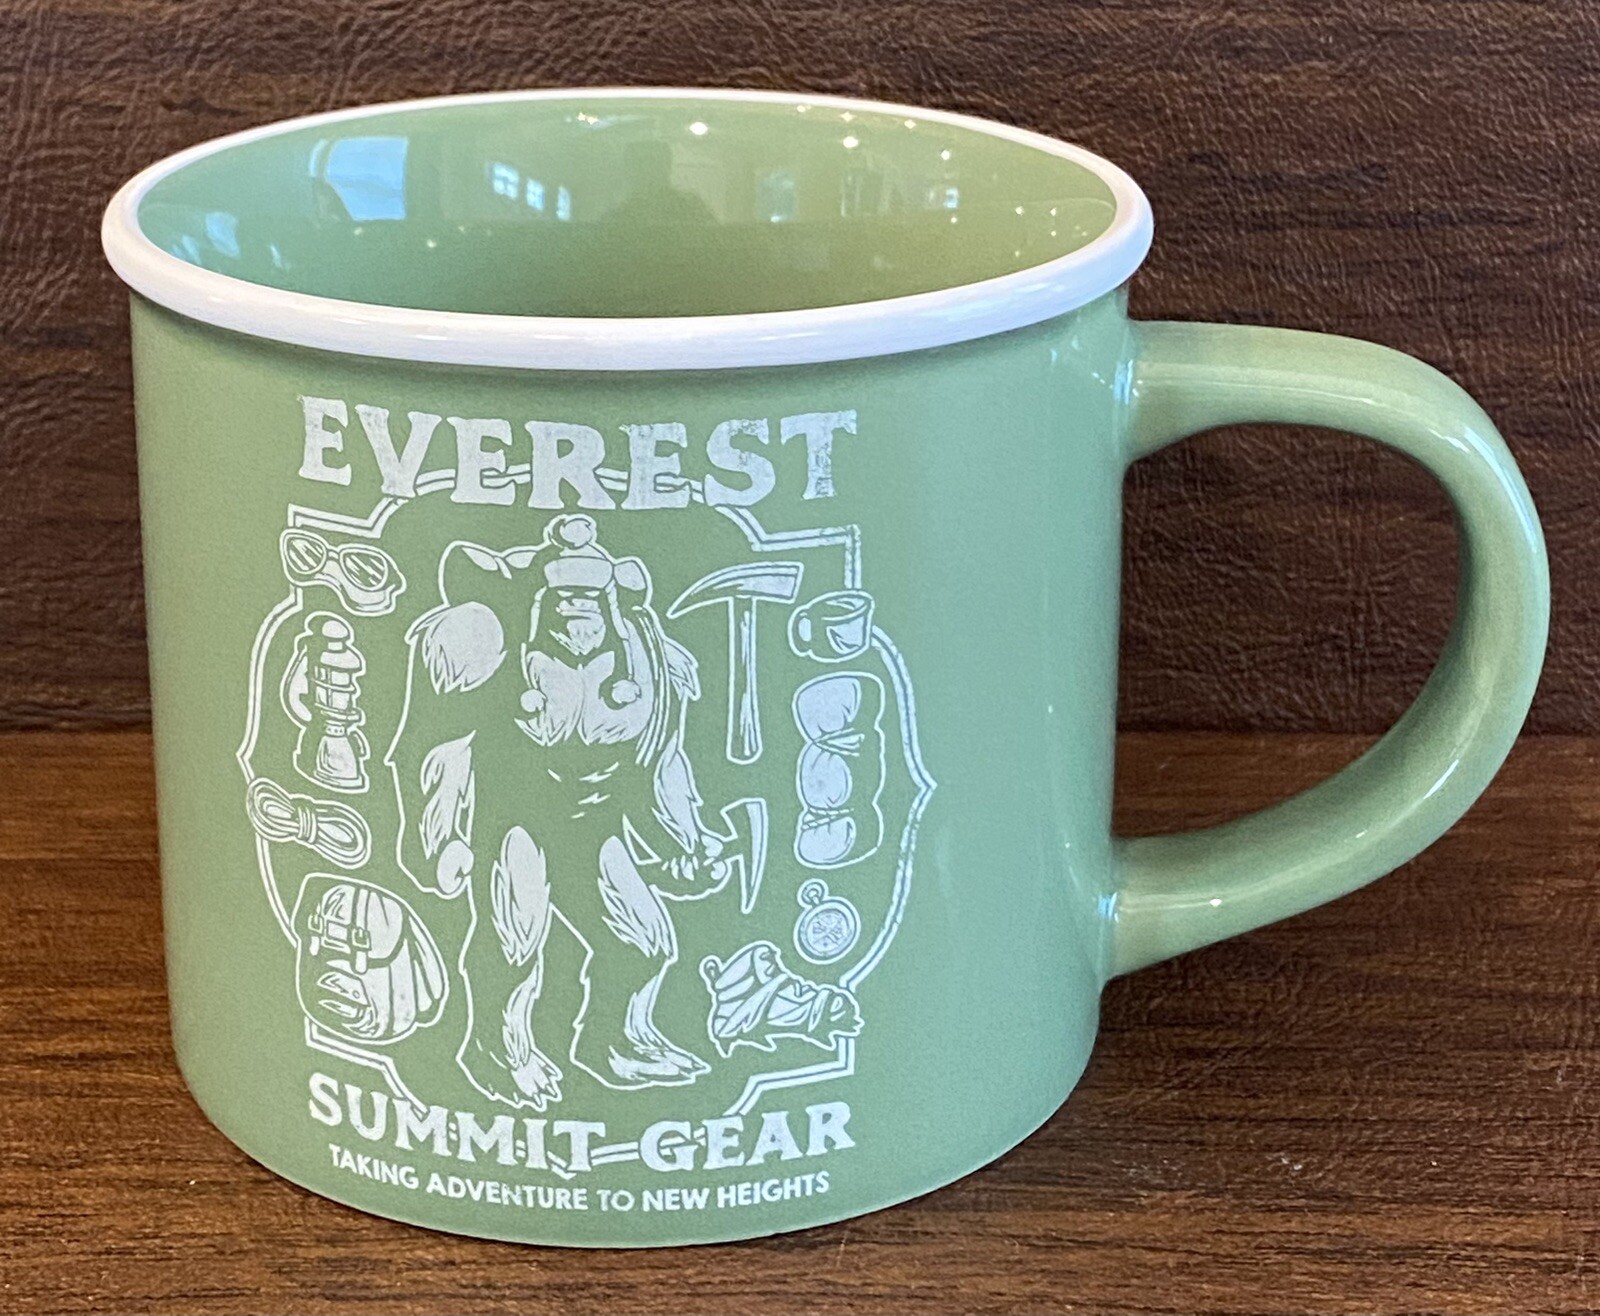 EVEREST
SUMMIT GEAR
TAKING ADVENTURE TO NEW HEIGHTS